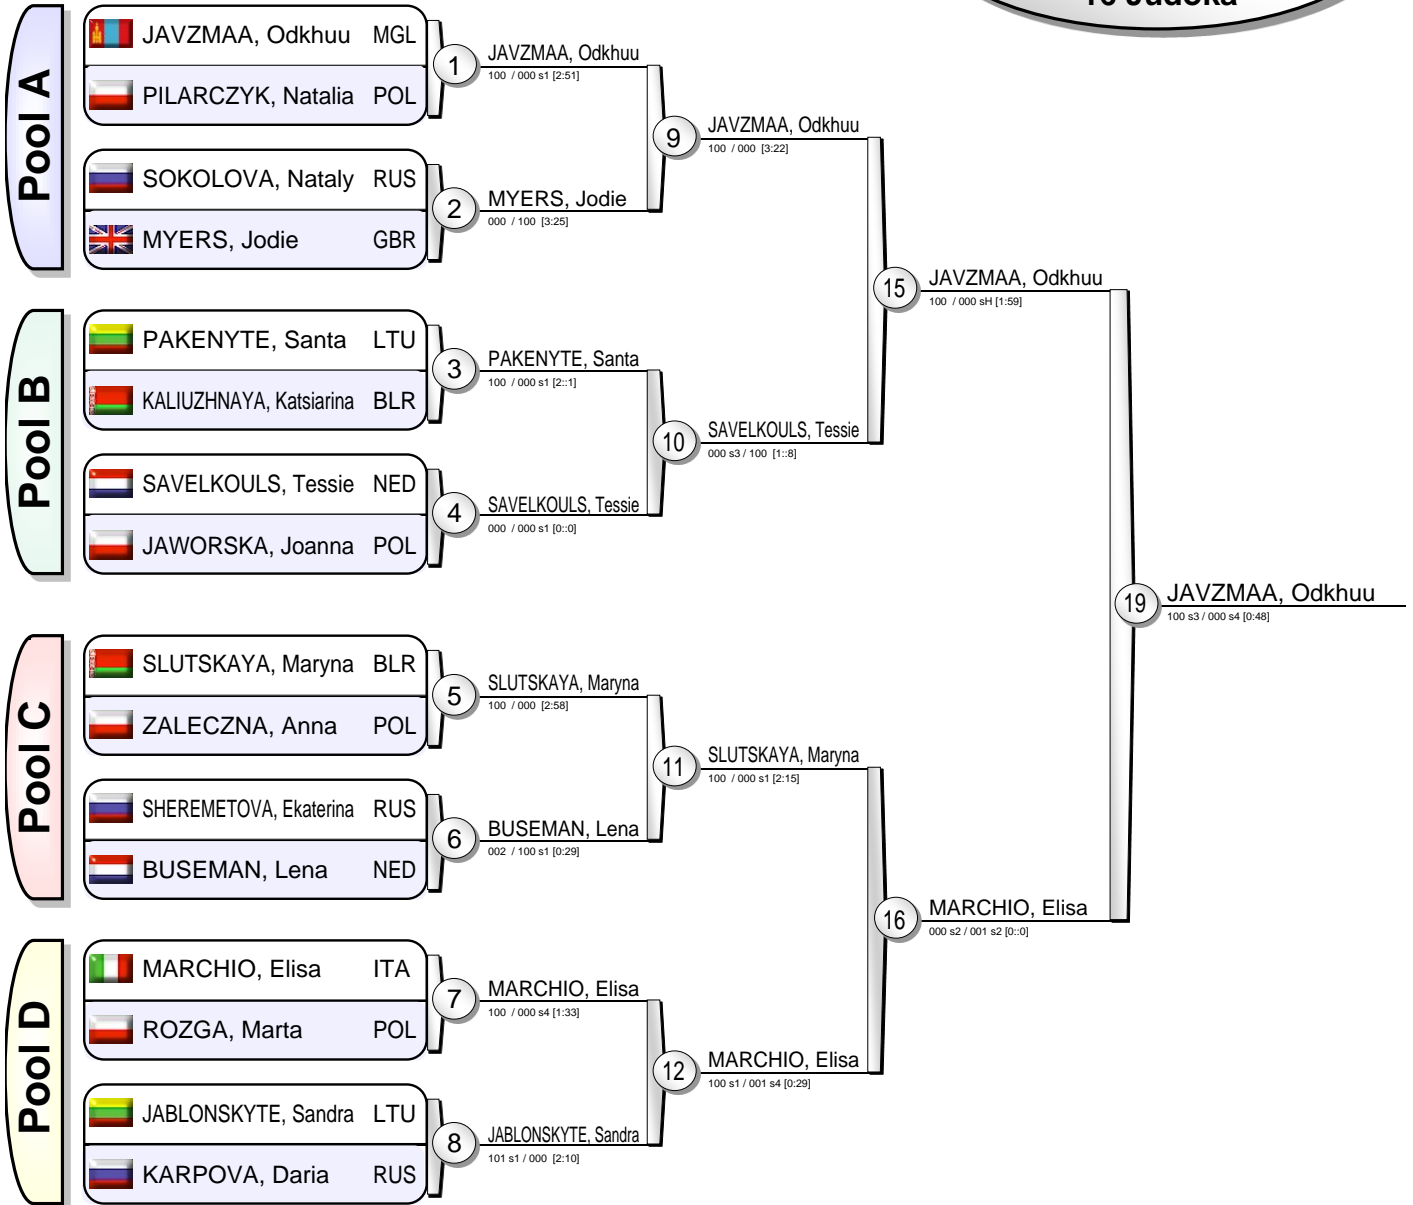 16 Judoka
Pool A
JAVZMAA, Odkhuu MGL
PILARCZYK, Natalia POL
1
JAVZMAA, Odkhuu
100 / 000 s1 [2:51]
SOKOLOVA, Nataly RUS
MYERS, Jodie GBR
2
MYERS, Jodie
000 / 100 [3:25]
9
JAVZMAA, Odkhuu
100 / 000 [3:22]
Pool B
PAKENYTE, Santa LTU
KALIUZHNAYA, Katsiarina BLR
3
PAKENYTE, Santa
100 / 000 s1 [2::1]
SAVELKOULS, Tessie NED
JAWORSKA, Joanna POL
4
SAVELKOULS, Tessie
000 / 000 s1 [0::0]
10
SAVELKOULS, Tessie
000 s3 / 100 [1::8]
15
JAVZMAA, Odkhuu
100 / 000 sH [1:59]
Pool C
SLUTSKAYA, Maryna BLR
ZALECZNA, Anna POL
5
SLUTSKAYA, Maryna
100 / 000 [2:58]
SHEREMETOVA, Ekaterina RUS
BUSEMAN, Lena NED
6
BUSEMAN, Lena
002 / 100 s1 [0:29]
11
SLUTSKAYA, Maryna
100 / 000 s1 [2:15]
Pool D
MARCHIO, Elisa ITA
ROZGA, Marta POL
7
MARCHIO, Elisa
100 / 000 s4 [1:33]
JABLONSKYTE, Sandra LTU
KARPOVA, Daria RUS
8
JABLONSKYTE, Sandra
101 s1 / 000 [2:10]
12
MARCHIO, Elisa
100 s1 / 001 s4 [0:29]
16
MARCHIO, Elisa
000 s2 / 001 s2 [0::0]
19
JAVZMAA, Odkhuu
100 s3 / 000 s4 [0:48]